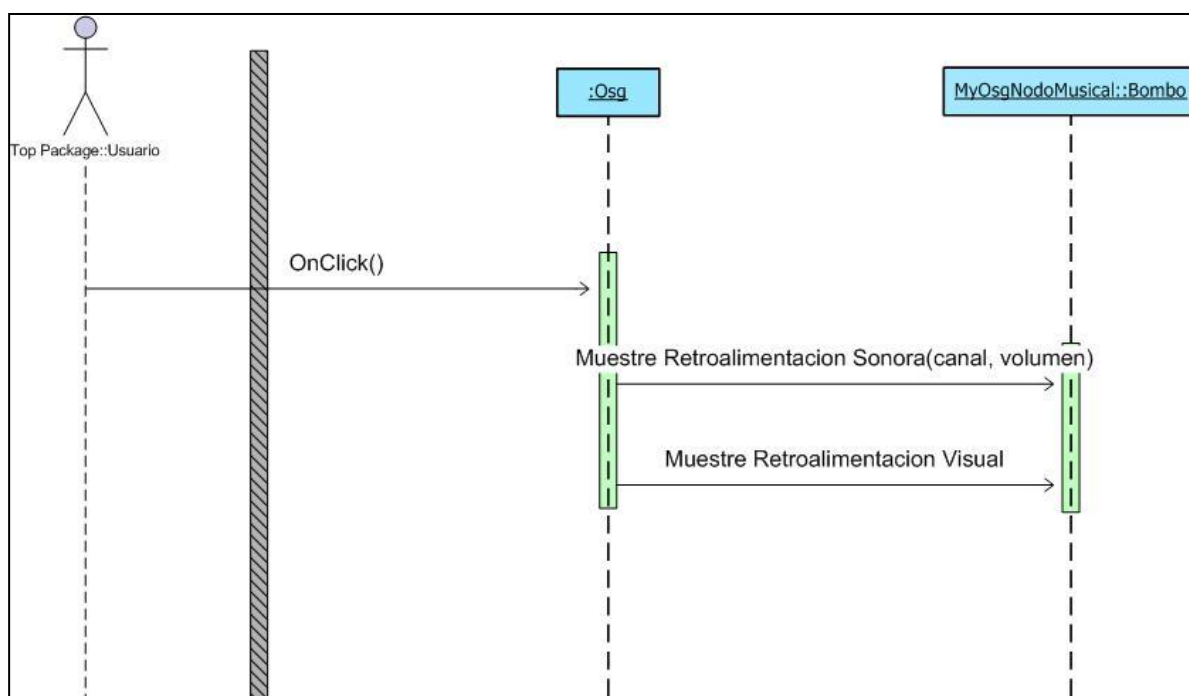 :Osg
MyOsgNodoMusical::Bombo
Top Package::Usuario
OnClick()
Muestre Retroalimentacion Sonora(canal, volumen)
Muestre Retroalimentacion Visual